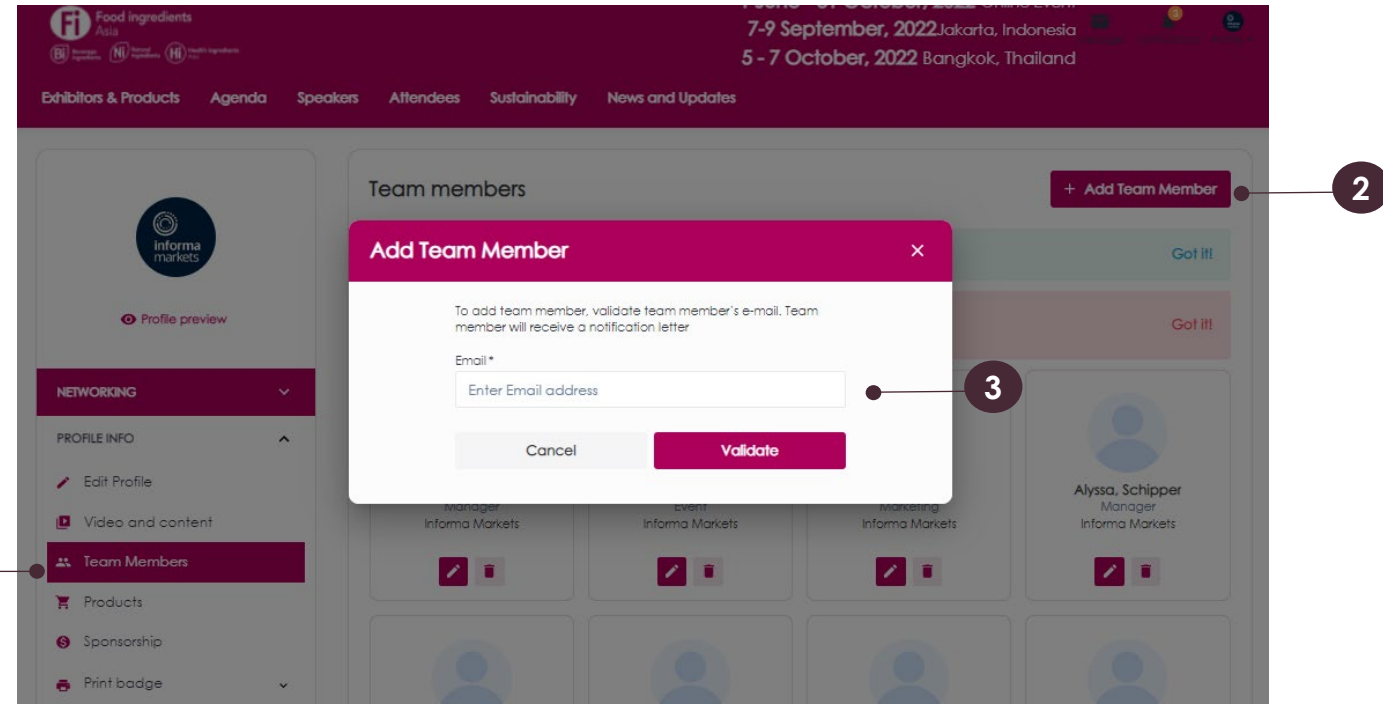 Food ingredients
Asia
Bi Ni Hi
7-9 September, 2022 Jakarta, Indonesia
3
5 - 7 October, 2022 Bangkok, Thailand
Exhibitors & Products Agenda Speakers Attendees Sustainability News and Updates
informa
markets
Profile preview
NETWORKING
PROFILE INFO
Edit Profile
Video and content
Team Members
Products
Sponsorship
Print badge
Team members
+ Add Team Member
2
Got it!
Got it!
Add Team Member
To add team member, validate team member's e-mail. Team
member will receive a notification letter
Email*
Enter Email address
3
Cancel Validate
Manager
Informa Markets
Event
Informa Markets
Marketing
Informa Markets
Alyssa, Schipper
Manager
Informa Markets